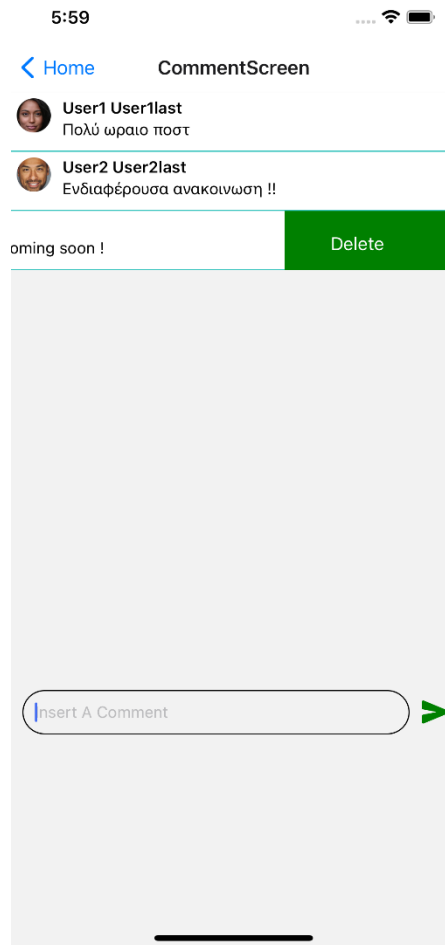 5:59
Home CommentScreen
User1 User1last
Πολύ ωραιο ποστ
User2 User2last
Ενδιαφέρουσα ανακοινωση !!
oming soon !
Delete
Insert A Comment